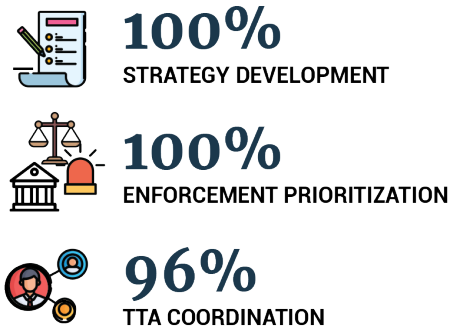 100%
STRATEGY DEVELOPMENT
100%
ENFORCEMENT PRIORITIZATION
96%
TTA COORDINATION